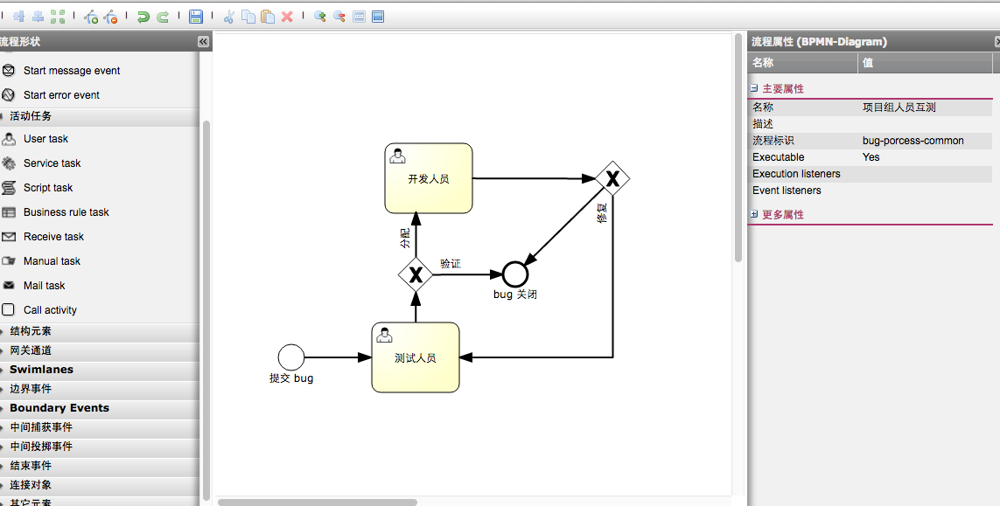 流程形状
Start message event
Start error event
活动任务
User task
Service task
Script task
Business rule task
Receive task
Manual task
Mail task
Call activity
结构元素
网关通道
Swimlanes
边界事件
Boundary Events
中间捕获事件
中间投掷事件
结束事件
连接对象
其它元素
开发人员
修复
分配
验证
bug 关闭
测试人员
提交 bug
流程属性 (BPMN-Diagram)
名称 值
主要属性
名称 项目组人员互测
描述
流程标识 bug-porcess-common
Executable Yes
Execution listeners
Event listeners
更多属性